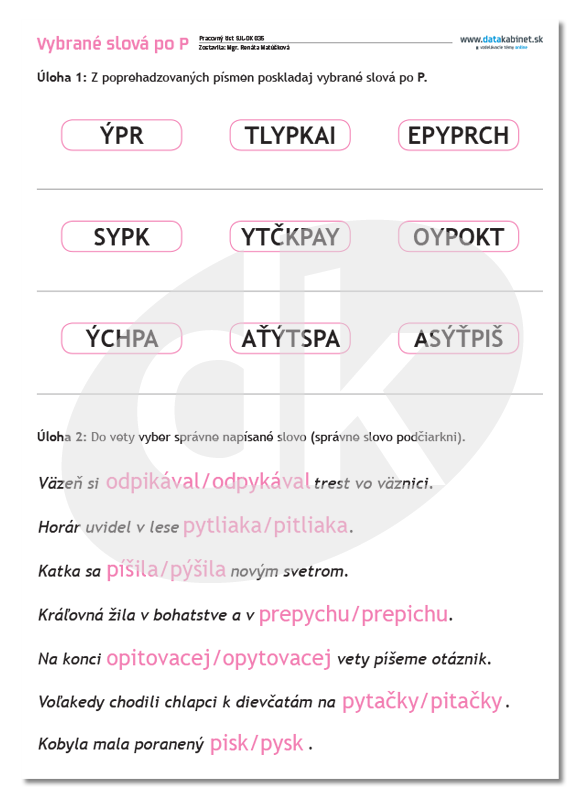 Vybrané slová po P
Pracovný list SJL-DK 036
Zostavila: Mgr. Renáta Matúšková
www.datakabinet.sk
vzdelávacie témy online
Úloha 1: Z poprehadzovaných písmen poskladaj vybrané slová po P.
ÝPR TLYPKAI EPYPRCH
SYPK YTČKPAY OYPOKT
ÝCHPA AŤÝTSPA ASÝŤPIŠ
dk
Úloha 2: Do vety vyber správne napísané slovo (správne slovo podčiarkni).
Väzeň si odpikával/odpykával trest vo väznici.
Horár uvidel v lese pytliaka/pitliaka.
Katka sa píšila/pýšila novým svetrom.
Kráľovná žila v bohatstve a v prepychu/prepichu.
Na konci opitovacej/opytovacej vety píšeme otáznik.
Voľakedy chodili chlapci k dievčatám na pytačky/pitačky .
Kobyla mala poranený pisk/pysk .